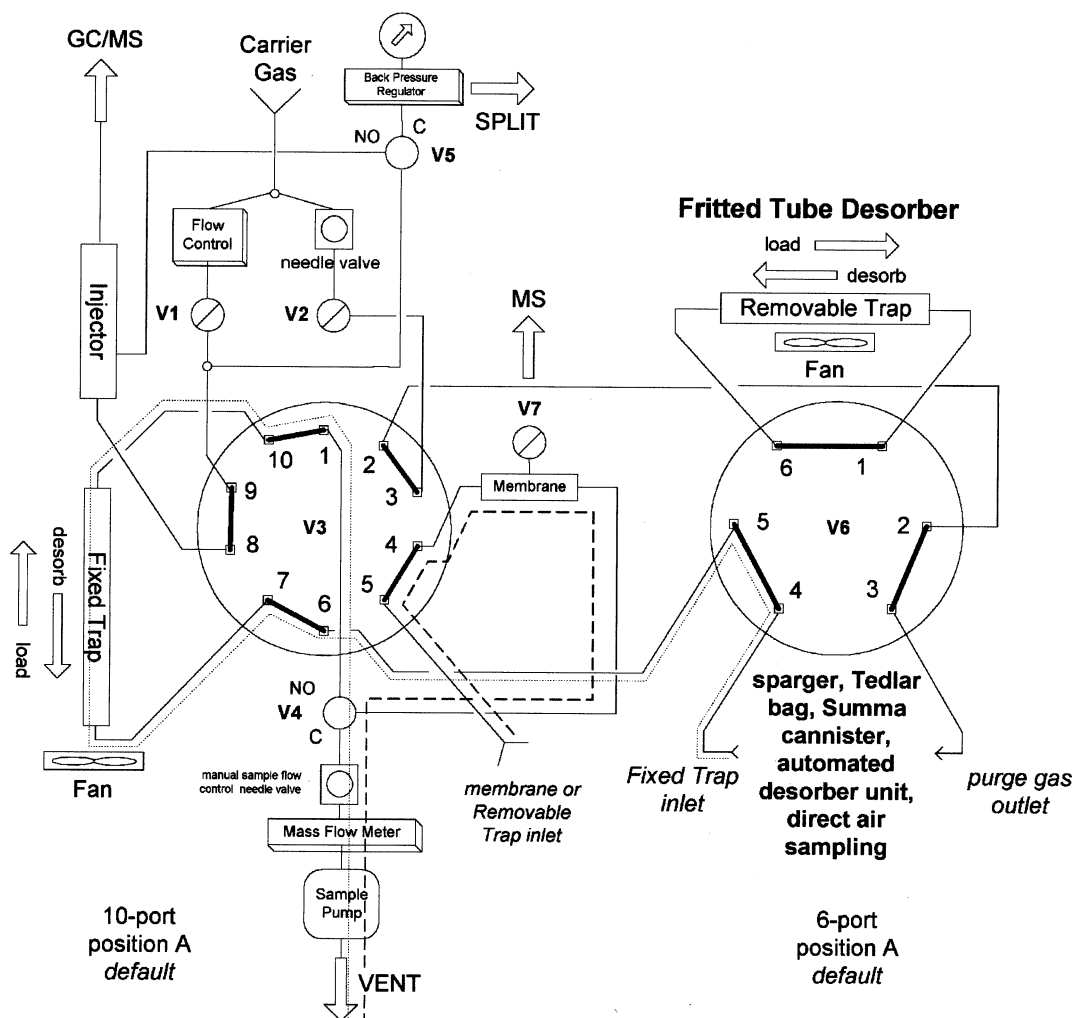 GC/MS
Carrier
Gas
Back Pressure
Regulator
SPLIT
NO
C
V5
Flow
Control
needle valve
V1
V2
Injector
MS
V7
Membrane
Fritted Tube Desorber
load
desorb
Removable Trap
Fan
10
1
2
9
3
V3
8
4
7
6
5
desorb
load
Fixed Trap
Fan
6
1
5
V6
2
4
3
NO
V4
C
manual sample flow
control needle valve
Mass Flow Meter
Sample
Pump
VENT
membrane or
Removable
Trap inlet
Fixed Trap
inlet
sparger, Tedlar
bag, Summa
cannister,
automated
desorber unit,
direct air
sampling
purge gas
outlet
10-port
position A
default
6-port
position A
default